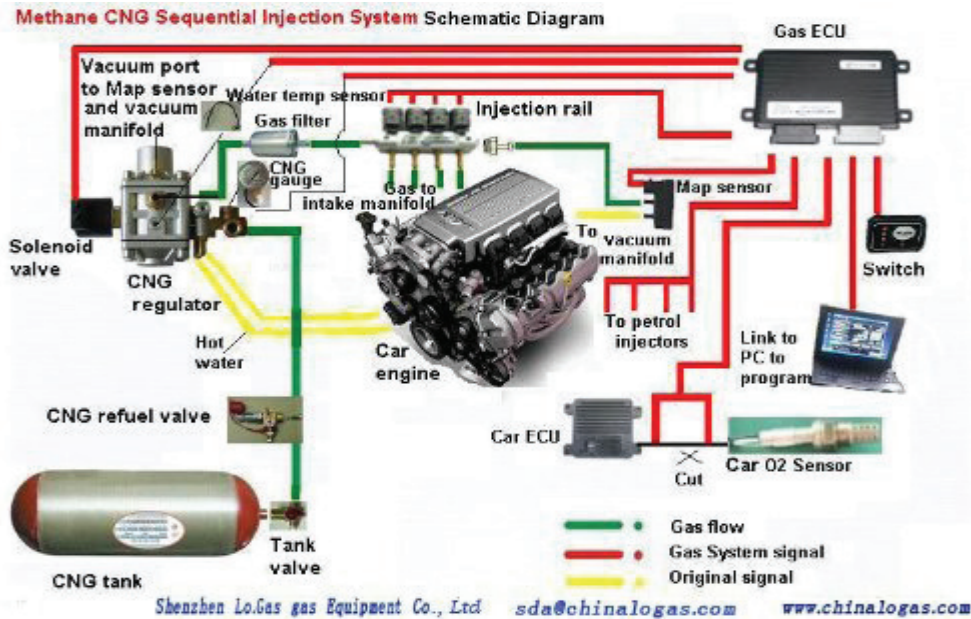 Methane CNG Sequential Injection System Schematic Diagram
Gas ECU
Vacuum port
to Map sensor
and vacuum
manifold
Water temp sensor
Injection rail
Gas filter
CNG
gauge
Gas to
intake manifold
Map sensor
To
vacuum
manifold
Solenoid
valve
CNG
regulator
Switch
Hot
water
Car
engine
To petrol
injectors
Link to
PC to
program
CNG refuel valve
Car ECU
Car O2 Sensor
Cut
Tank
valve
CNG tank
Gas flow
Gas System signal
Original signal
Shenzhen Lo.Gas gas Equipment Co., Ltd sda@chinalogas.com www.chinalogas.com